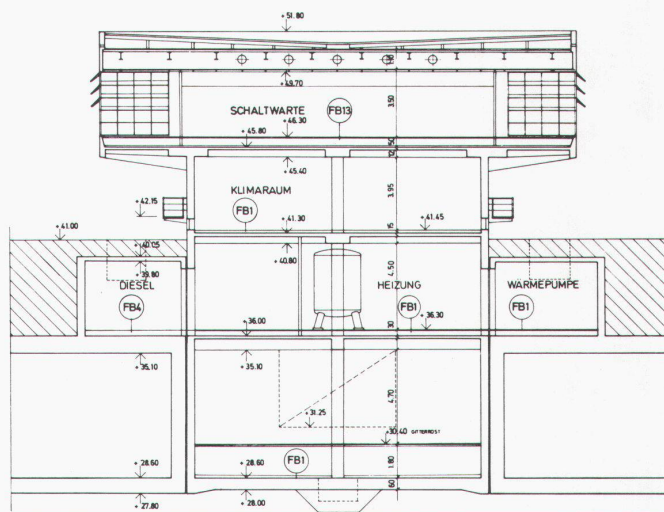 +51.80
+49.70
SCHALTWARTE
FB13
+46.30
+45.80
3.50
50
+45.40
KLIMARAUM
3.95
+42.15
FB1
+41.30
+41.45
15
+41.00
+40.05
+39.80
+40.80
DIESEL
HEIZUNG
WÄRMEPUMPE
4.50
FB4
FB1
FB1
+36.00
+36.30
30
+35.10
+35.10
4.70
+31.25
+30.40 GITTERROST
+28.60
+28.60
FB1
1.80
60
+27.80
+28.00